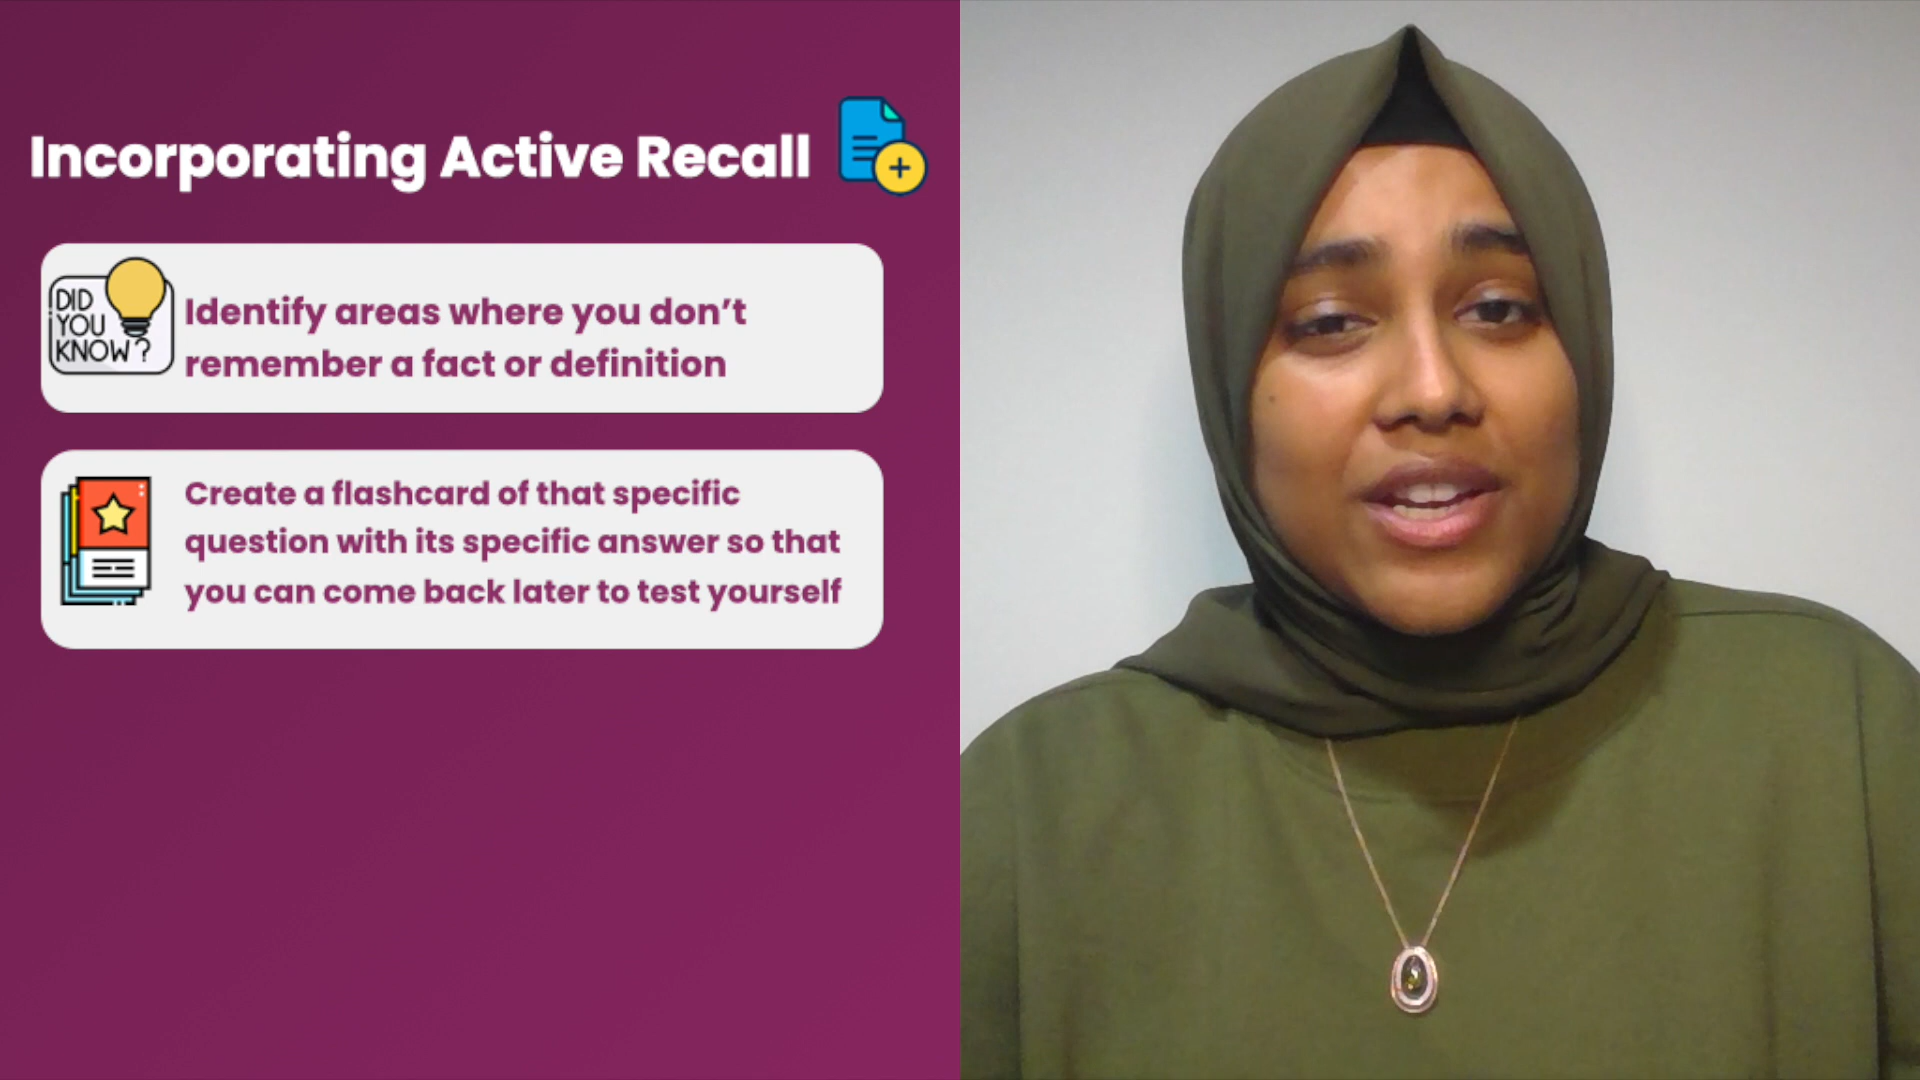 Incorporating Active Recall
DID
YOU
KNOW?
Identify areas where you don’t
remember a fact or definition
Create a flashcard of that specific
question with its specific answer so that
you can come back later to test yourself